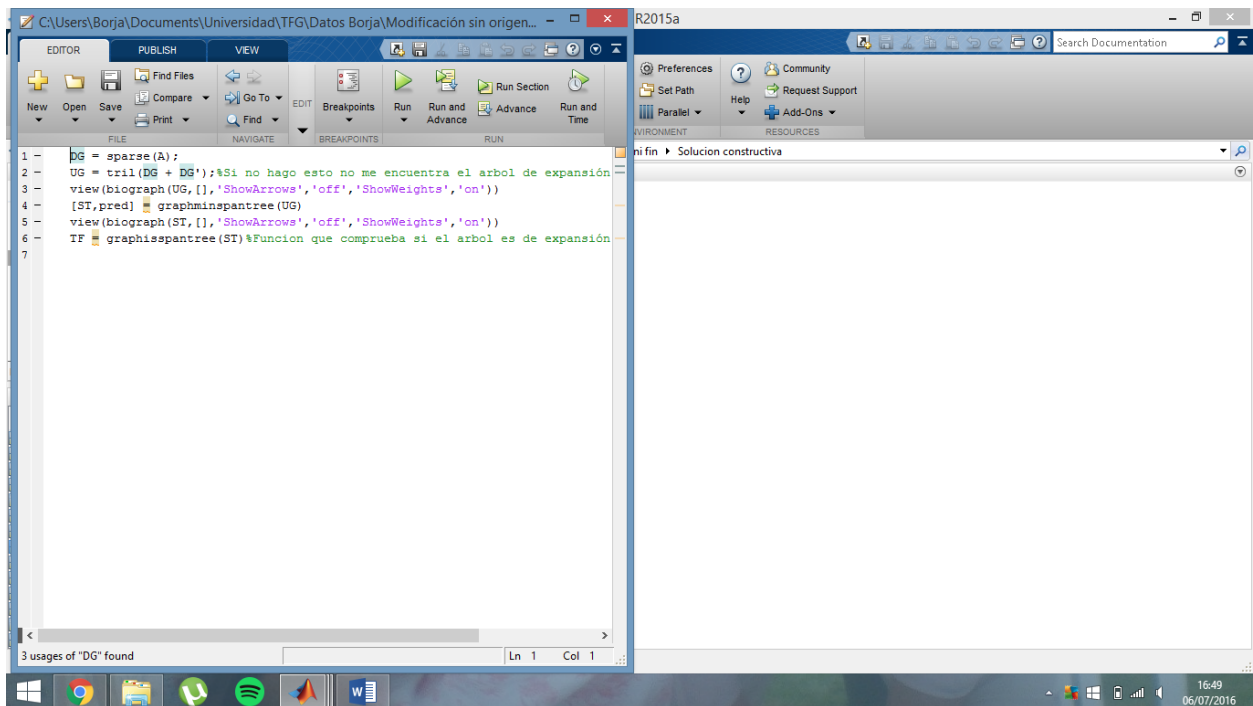 C:\Users\Borja\Documents\Universidad\TFG\Datos Borja\Modificación sin origen...
R2015a
EDITOR PUBLISH VIEW
Search Documentation
New
Open
Save
Find Files
Compare
Print
FILE
Go To
Find
NAVIGATE
EDIT
Breakpoints
BREAKPOINTS
Run
Run and Advance
Run Section
Advance
Run and Time
RUN
Preferences
Set Path
Parallel
VIRONMENT
Help
Community
Request Support
Add-Ons
RESOURCES
ni fin Solucion constructiva
1 DG = sparse(A);
2 UG = tril(DG + DG');%Si no hago esto no me encuentra el arbol de expansión
3 view(biograph(UG,[],'ShowArrows','off','ShowWeights','on'))
4 [ST,pred] = graphminspantree(UG)
5 view(biograph(ST,[],'ShowArrows','off','ShowWeights','on'))
6 TF = graphisspantree(ST)%Funcion que comprueba si el arbol es de expansión
7
3 usages of "DG" found
Ln 1 Col 1
16:49
06/07/2016